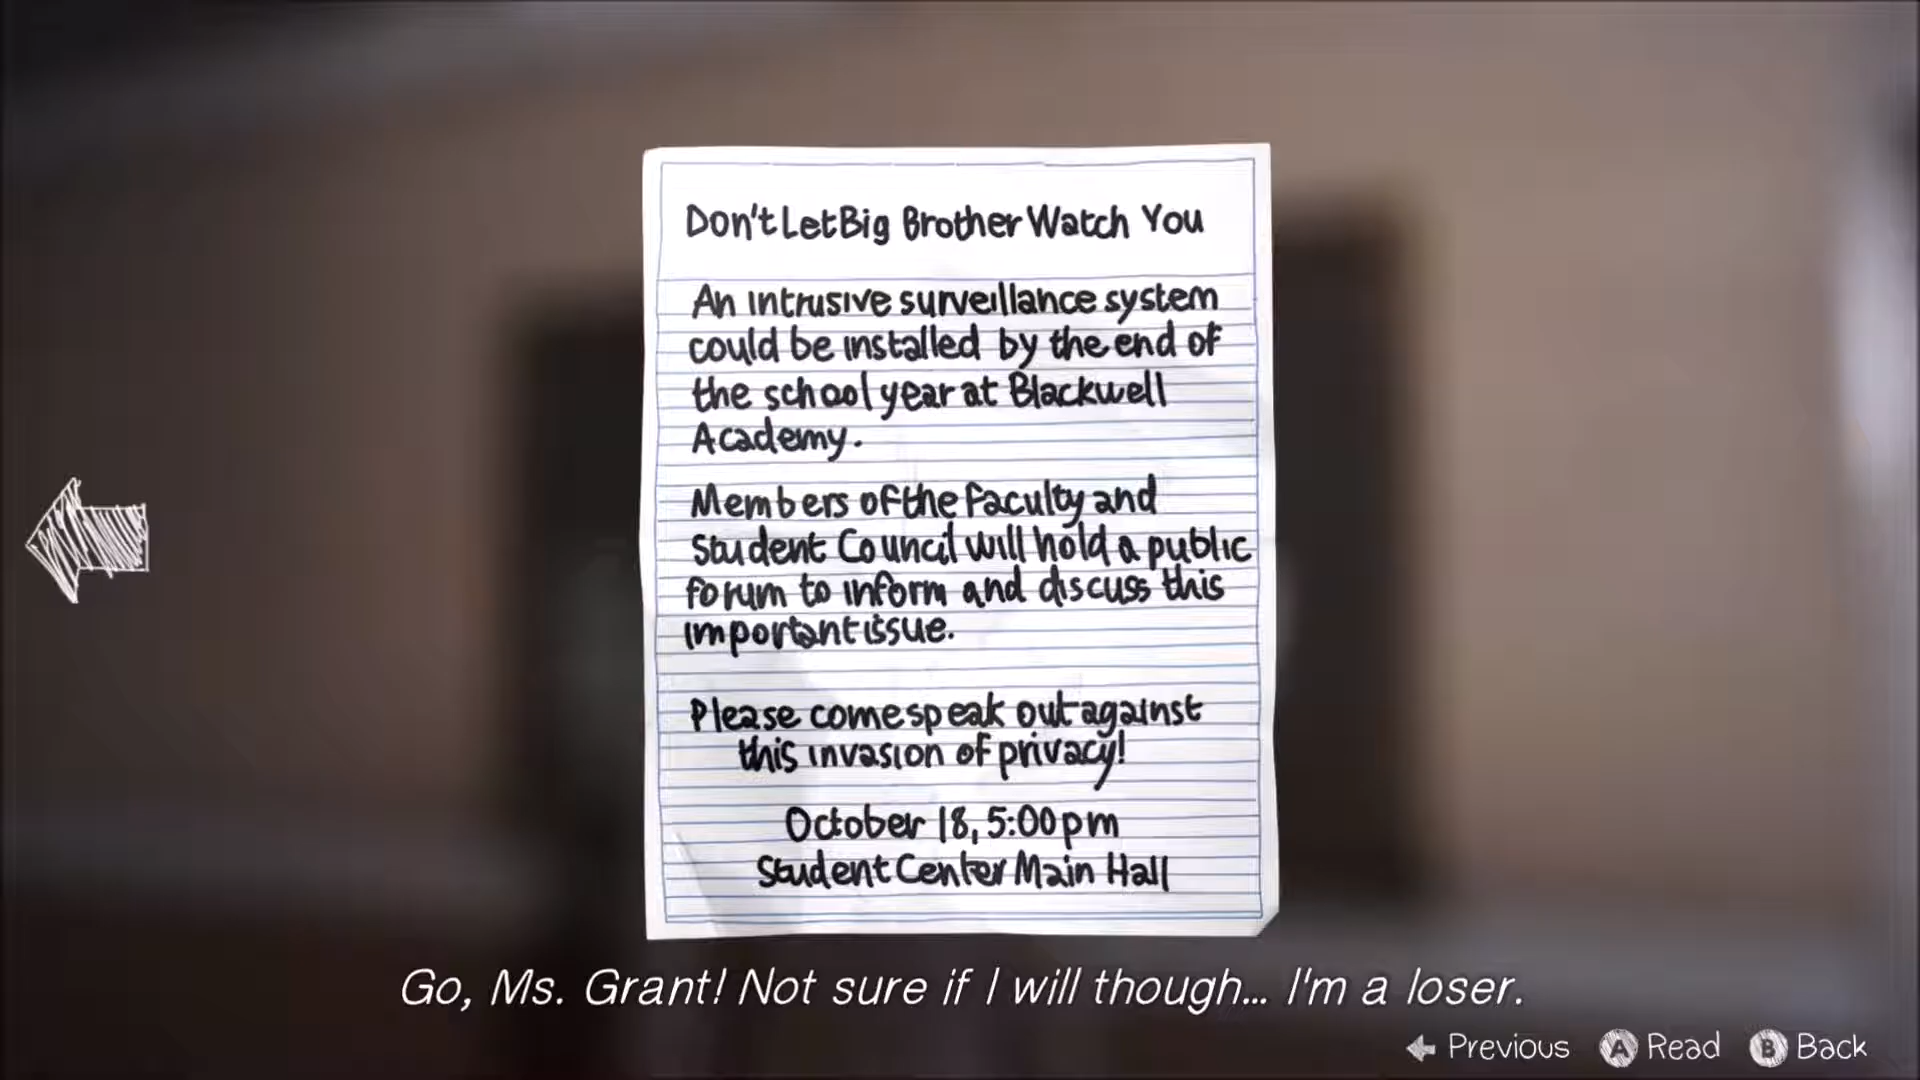 Don't Let Big Brother Watch You
An intrusive surveillance system
could be installed by the end of
the school year at Blackwell
Academy.
Members of the faculty and
Student Council will hold a public
forum to inform and discuss this
important issue.
Please come speak out against
this invasion of privacy!
October 18, 5:00pm
Student Center Main Hall
Go, Ms. Grant! Not sure if I will though... I'm a loser.
Previous A Read B Back